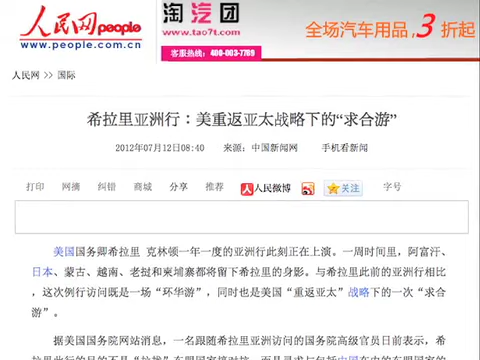 人民网 people
www.people.com.cn
淘汽团
www.tao7t.com
客服热线：400-003-7789
全场汽车用品，3 折起
人民网 >> 国际
希拉里亚洲行：美重返亚太战略下的“求合游”
2012年07月12日08:40 来源：中国新闻网 手机看新闻
打印 网摘 纠错 商城 分享 推荐 人民微博 关注 字号
美国国务卿希拉里 克林顿一年一度的亚洲行此刻正在上演。一周时间里，阿富汗、
日本、蒙古、越南、老挝和柬埔寨都将留下希拉里的身影。与希拉里此前的亚洲行相比
，这次例行访问既是一场“环华游”，同时也是美国“重返亚太”战略下的一次“求合
游”。
据美国国务院网站消息，一名跟随希拉里亚洲访问的国务院高级官员日前表示，希